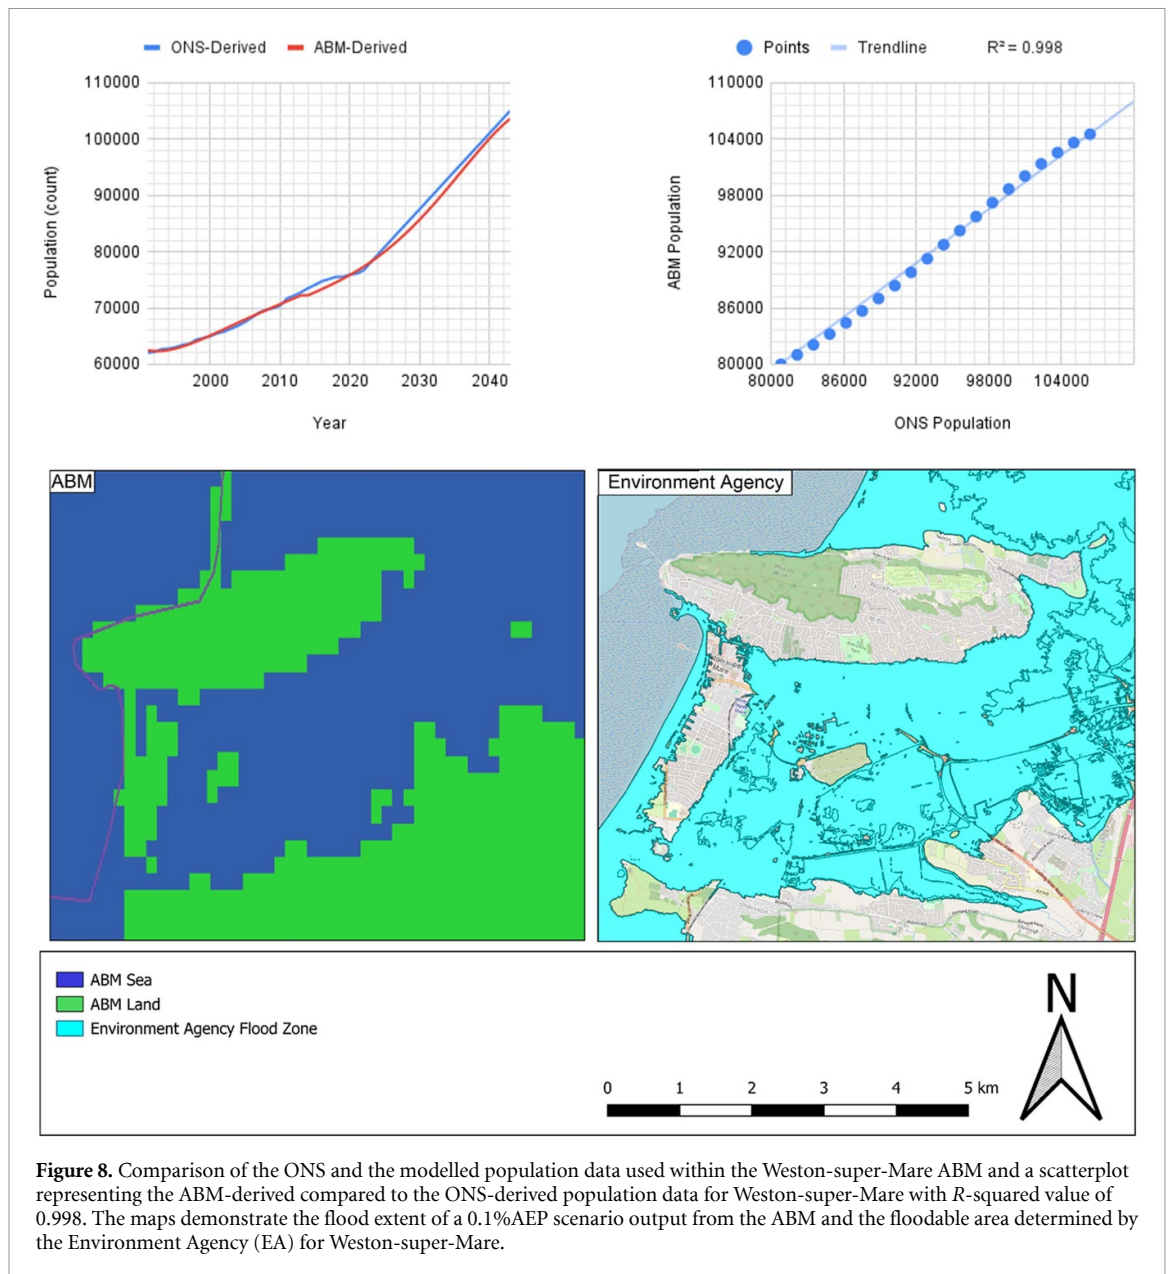 ONS-Derived ABM-Derived
110000
100000
90000
80000
70000
60000
Population (count)
2000 2010 2020 2030 2040
Year
Points Trendline R² = 0.998
110000
104000
98000
92000
86000
80000
ABM Population
80000 86000 92000 98000 104000
ONS Population
ABM
Environment Agency
ABM Sea
ABM Land
Environment Agency Flood Zone
0 1 2 3 4 5 km
N
Figure 8. Comparison of the ONS and the modelled population data used within the Weston-super-Mare ABM and a scatterplot
representing the ABM-derived compared to the ONS-derived population data for Weston-super-Mare with R-squared value of
0.998. The maps demonstrate the flood extent of a 0.1%AEP scenario output from the ABM and the floodable area determined by
the Environment Agency (EA) for Weston-super-Mare.